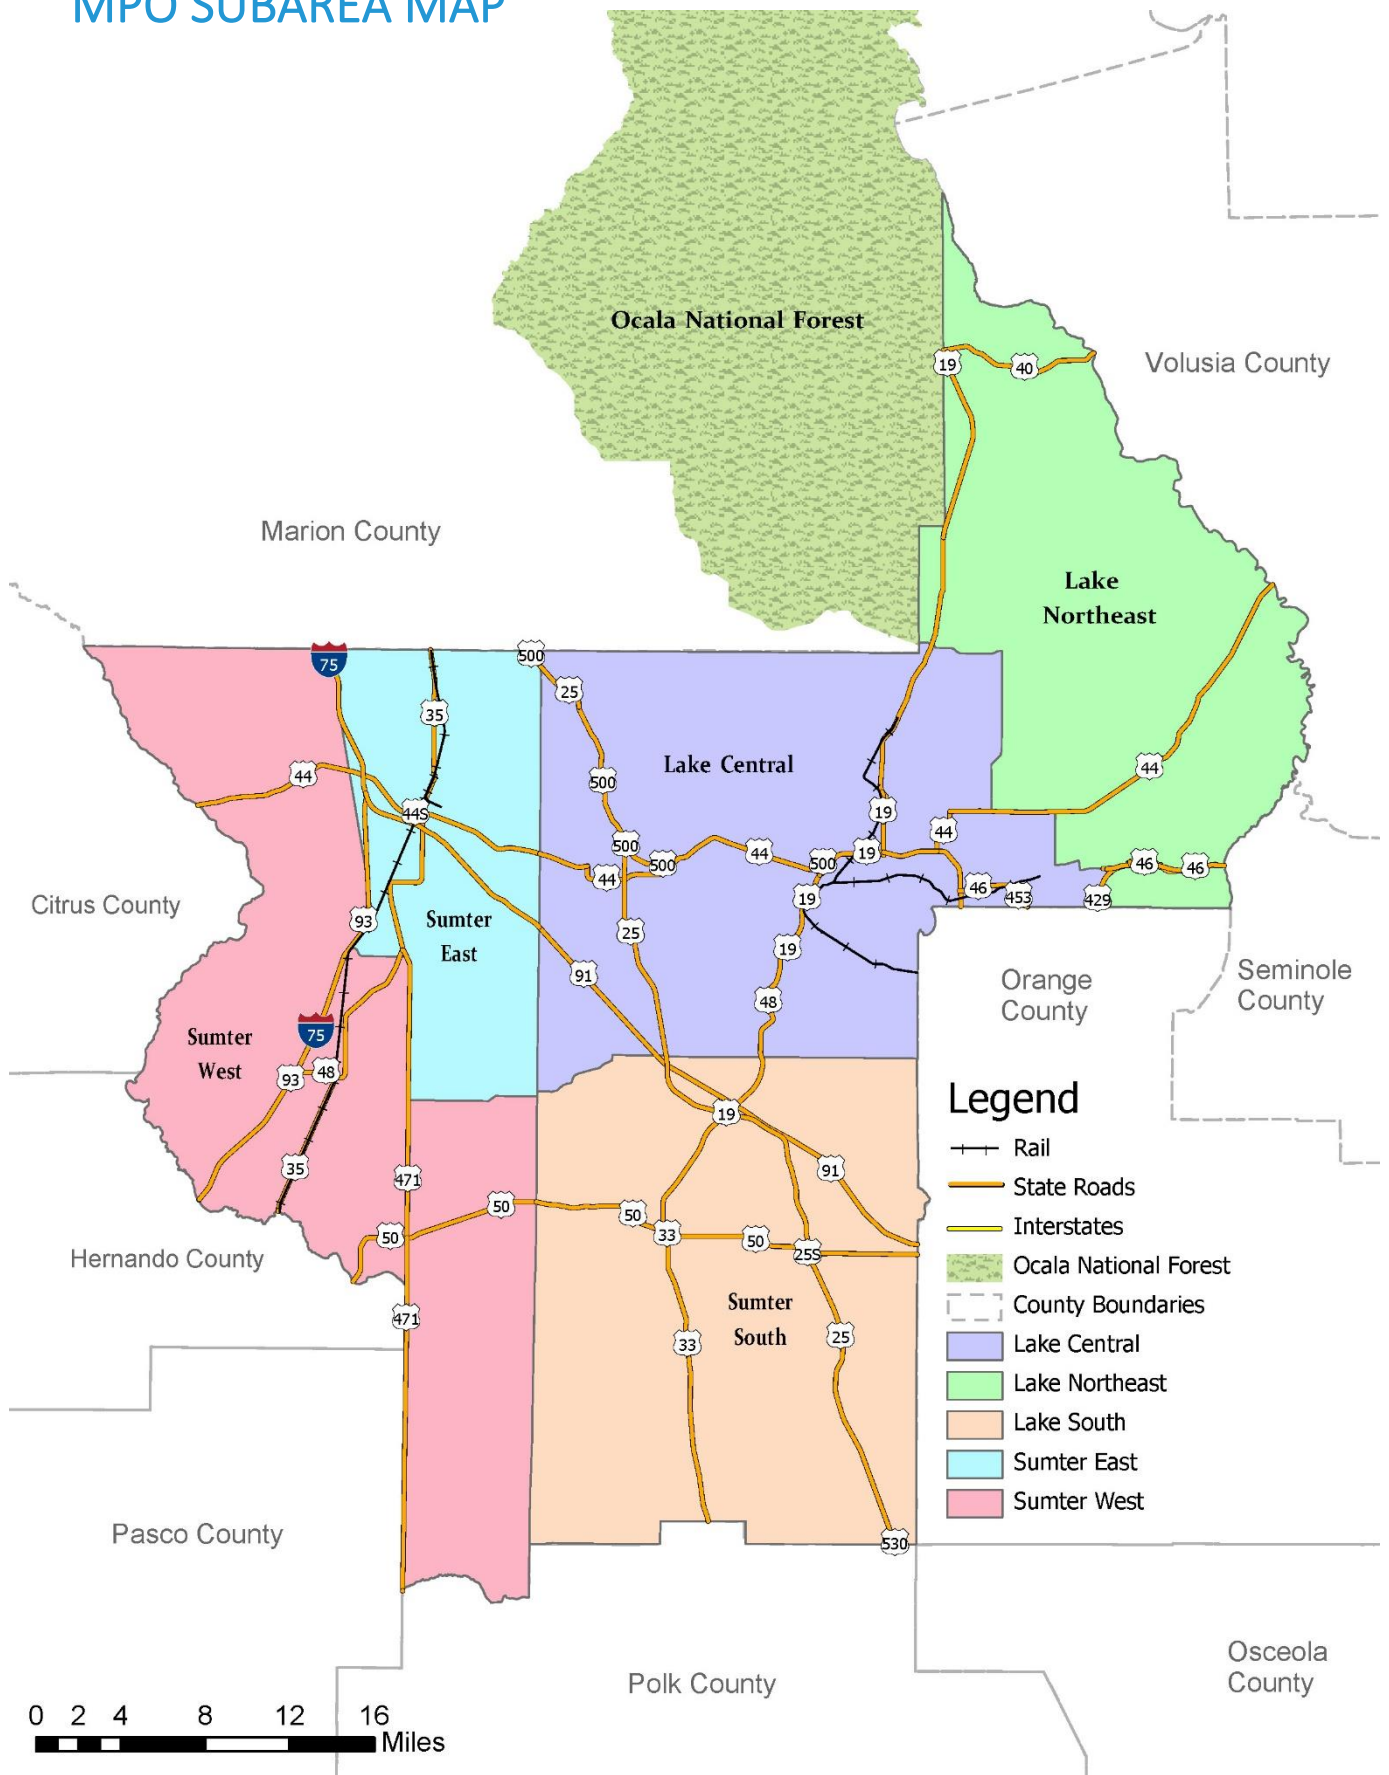 MPO SUBAREA MAP
Ocala National Forest
19
40
Volusia County
Marion County
Lake
Northeast
75
500
25
35
Lake Central
44
500
44
44S
19
44
500
44
500
500
19
46
46
44
19
46
453
429
Citrus County
93
Sumter
East
25
19
91
48
Orange
County
Seminole
County
Sumter
West
75
93
48
19
35
471
91
50
50
50
33
50
25S
Hernando County
471
Sumter
South
33
25
530
Legend
Rail
State Roads
Interstates
Ocala National Forest
County Boundaries
Lake Central
Lake Northeast
Lake South
Sumter East
Sumter West
Pasco County
Polk County
Osceola
County
0 2 4 8 12 16
Miles